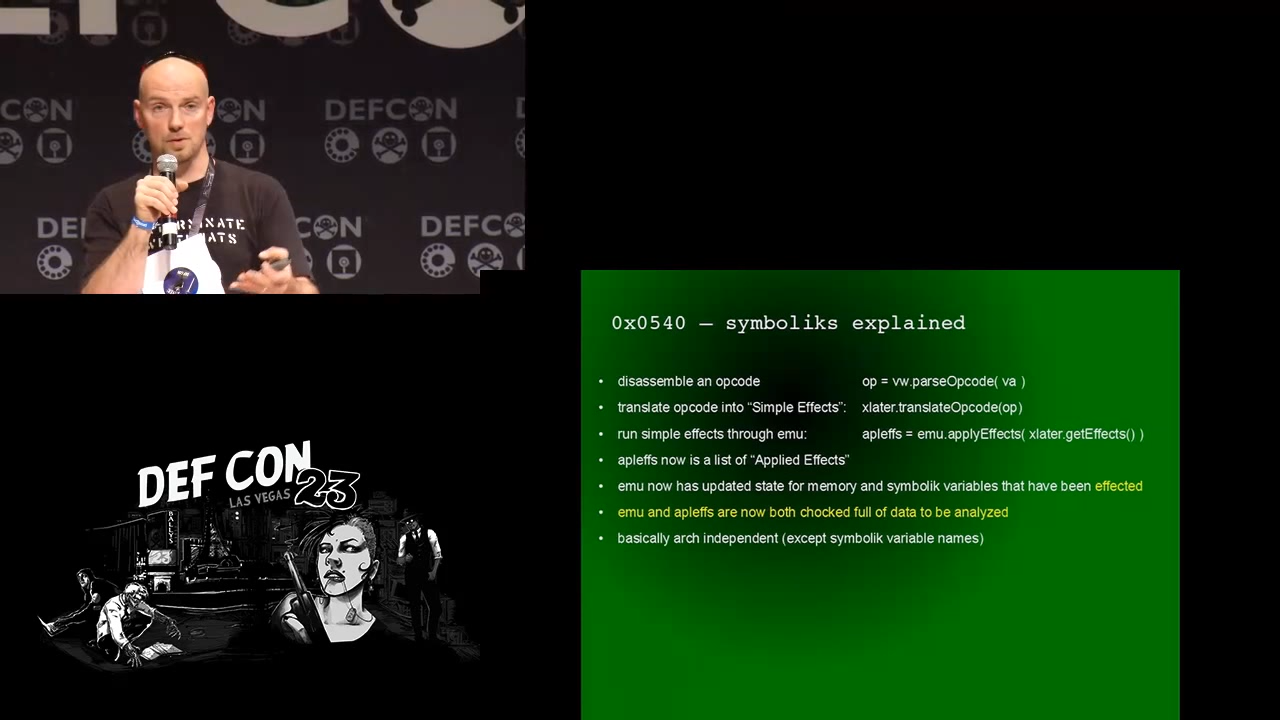 DEFCON
DEFCON
0x0540 – symboliks explained
• disassemble an opcode op = vw.parseOpcode( va )
• translate opcode into “Simple Effects”: xlater.translateOpcode(op)
• run simple effects through emu: apleffs = emu.applyEffects( xlater.getEffects() )
• apleffs now is a list of “Applied Effects”
• emu now has updated state for memory and symbolik variables that have been effected
• emu and apleffs are now both chocked full of data to be analyzed
• basically arch independent (except symbolik variable names)
DEF CON 23
LAS VEGAS
BALLYS